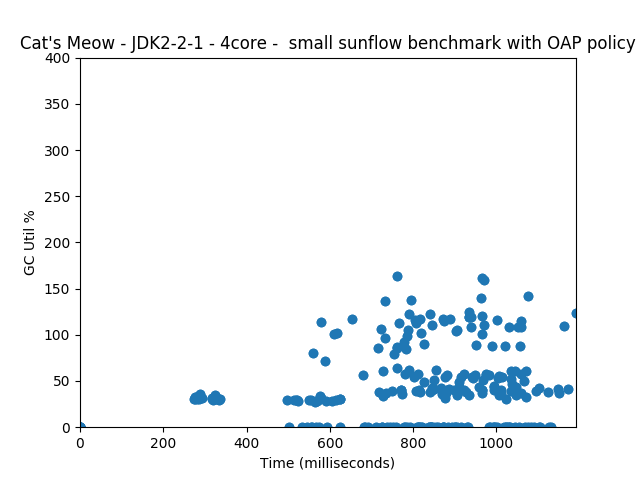 Cat's Meow - JDK2-2-1 - 4core -  small sunflow benchmark with OAP policy
400
350
300
250
200
150
100
50
0
GC Util %
0 200 400 600 800 1000
Time (milliseconds)